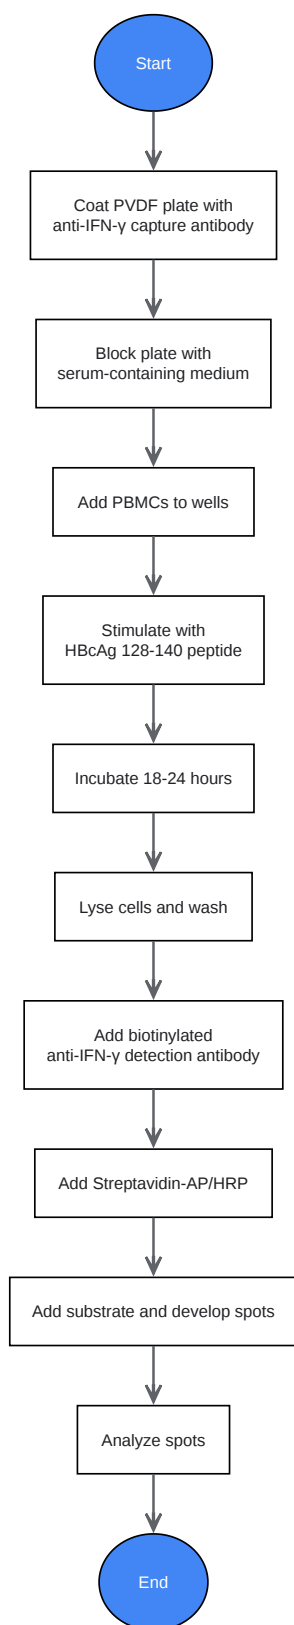 Start
Coat PVDF plate with
anti-IFN-γ capture antibody
Block plate with
serum-containing medium
Add PBMCs to wells
Stimulate with
HBcAg 128-140 peptide
Incubate 18-24 hours
Lyse cells and wash
Add biotinylated
anti-IFN-γ detection antibody
Add Streptavidin-AP/HRP
Add substrate and develop spots
Analyze spots
End